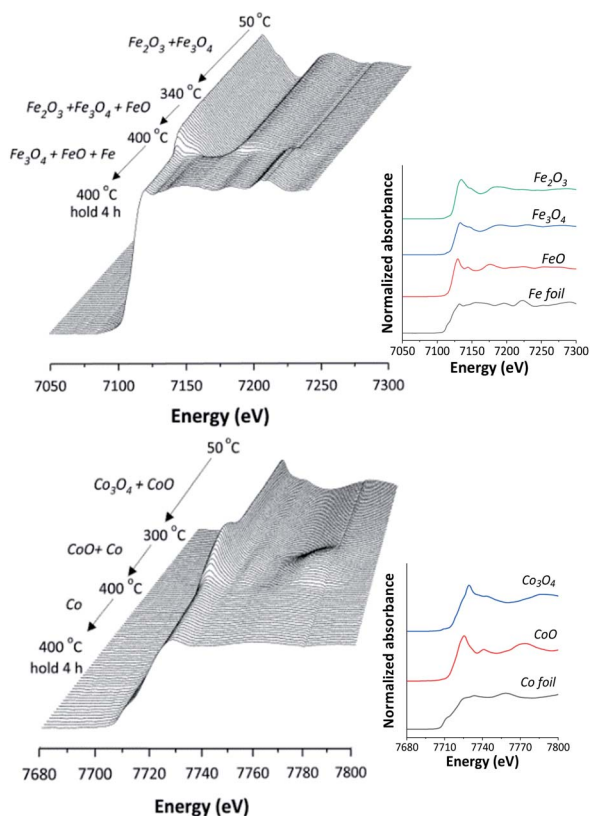 50 °C
Fe2O3 +Fe3O4
340 °C
Fe2O3 +Fe3O4 + FeO
400 °C
Fe3O4 + FeO + Fe
400 °C
hold 4 h
7050 7100 7150 7200 7250 7300
Energy (eV)
Normalized absorbance
Fe2O3
Fe3O4
FeO
Fe foil
7050 7100 7150 7200 7250 7300
Energy (eV)
50 °C
Co3O4 + CoO
300 °C
CoO+ Co
400 °C
Co
400 °C
hold 4 h
7680 7700 7720 7740 7760 7780 7800
Energy (eV)
Normalized absorbance
Co3O4
CoO
Co foil
7680 7710 7740 7770 7800
Energy (eV)